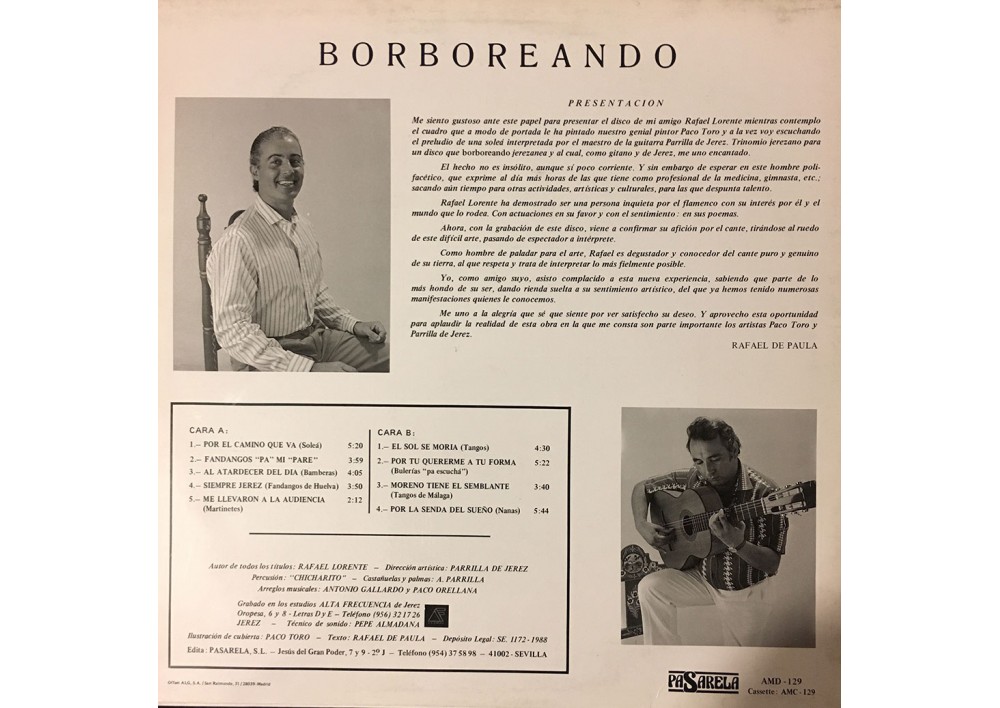 BORBOREANDO
PRESENTACION
Me siento gustoso ante este papel para presentar el disco de mi amigo Rafael Lorente mientras contemplo
el cuadro que a modo de portada le ha pintado nuestro genial pintor Paco Toro y a la vez voy escuchando
el preludio de una soleá interpretada por el maestro de la guitarra Parrilla de Jerez. Trinomio jerezano para
un disco que borboreando jerezanea y al cual, como gitano y de Jerez, me uno encantado.
El hecho no es insólito, aunque sí poco corriente. Y sin embargo de esperar en este hombre poli-
facético, que exprime al día más horas de las que tiene como profesional de la medicina, gimnasta, etc.;
sacando aún tiempo para otras actividades, artísticas y culturales, para las que despunta talento.
Rafael Lorente ha demostrado ser una persona inquieta por el flamenco con su interés por él y el
mundo que lo rodea. Con actuaciones en su favor y con el sentimiento: en sus poemas.
Ahora, con la grabación de este disco, viene a confirmar su afición por el cante, tirándose al ruedo
de este difícil arte, pasando de espectador a intérprete.
Como hombre de paladar para el arte, Rafael es degustador y conocedor del cante puro y genuino
de su tierra, al que respeta y trata de interpretar lo más fielmente posible.
Yo, como amigo suyo, asisto complacido a esta nueva experiencia, sabiendo que parte de lo
más hondo de su ser, dando rienda suelta a su sentimiento artístico, del que ya hemos tenido numerosas
manifestaciones quienes le conocemos.
Me uno a la alegría que sé que siente por ver satisfecho su deseo. Y aprovecho esta oportunidad
para aplaudir la realidad de esta obra en la que me consta son parte importante los artistas Paco Toro y
Parrilla de Jerez.
RAFAEL DE PAULA
CARA A:
1.– POR EL CAMINO QUE VA (Soleá) 5:20
2.– FANDANGOS "PA" MI "PARE" 3:59
3.– AL ATARDECER DEL DIA (Bamberas) 4:05
4.– SIEMPRE JEREZ (Fandangos de Huelva) 3:50
5.– ME LLEVARON A LA AUDIENCIA 2:12
(Martinetes)
CARA B:
1.– EL SOL SE MORIA (Tangos) 4:30
2.– POR TU QUERERME A TU FORMA 5:22
(Bulerías "pa escuchá")
3.– MORENO TIENE EL SEMBLANTE 3:40
(Tangos de Málaga)
4.– POR LA SENDA DEL SUEÑO (Nanas) 5:44
Autor de todos los títulos: RAFAEL LORENTE – Dirección artística: PARRILLA DE JEREZ
Percusión: "CHICHARITO" – Castañuelas y palmas: A. PARRILLA
Arreglos musicales: ANTONIO GALLARDO y PACO ORELLANA
Grabado en los estudios ALTA FRECUENCIA de Jerez
Oropesa, 6 y 8 - Letras D y E – Teléfono (956) 32 17 26
JEREZ – Técnico de sonido: PEPE ALMADANA
Ilustración de cubierta: PACO TORO – Texto: RAFAEL DE PAULA – Depósito Legal: SE. 1172 - 1988
Edita: PASARELA, S.L. – Jesús del Gran Poder, 7 y 9 - 2º J – Teléfono (954) 37 58 98 – 41002 - SEVILLA
PASARELA
AMD - 129
Cassette: AMC - 129